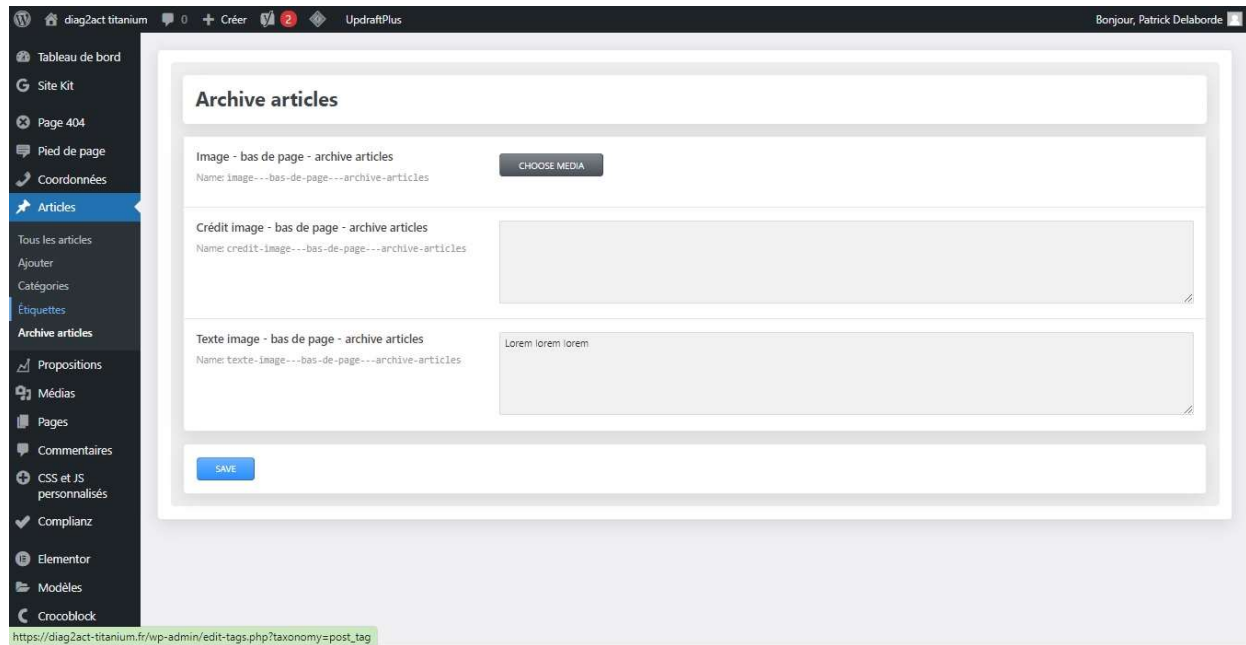 diag2act titanium 0 + Créer 2 UpdraftPlus Bonjour, Patrick Delaborde
Tableau de bord
Site Kit
Page 404
Pied de page
Coordonnées
Articles
Tous les articles
Ajouter
Catégories
Étiquettes
Archive articles
Propositions
Médias
Pages
Commentaires
CSS et JS
personnalisés
Complianz
Elementor
Modèles
Crocoblock
https://diag2act-titanium.fr/wp-admin/edit-tags.php?taxonomy=post_tag
Archive articles
Image - bas de page - archive articles
Name: image---bas-de-page---archive-articles
CHOOSE MEDIA
Crédit image - bas de page - archive articles
Name: credit-image---bas-de-page---archive-articles
Texte image - bas de page - archive articles
Name: texte-image---bas-de-page---archive-articles
Lorem lorem lorem
SAVE